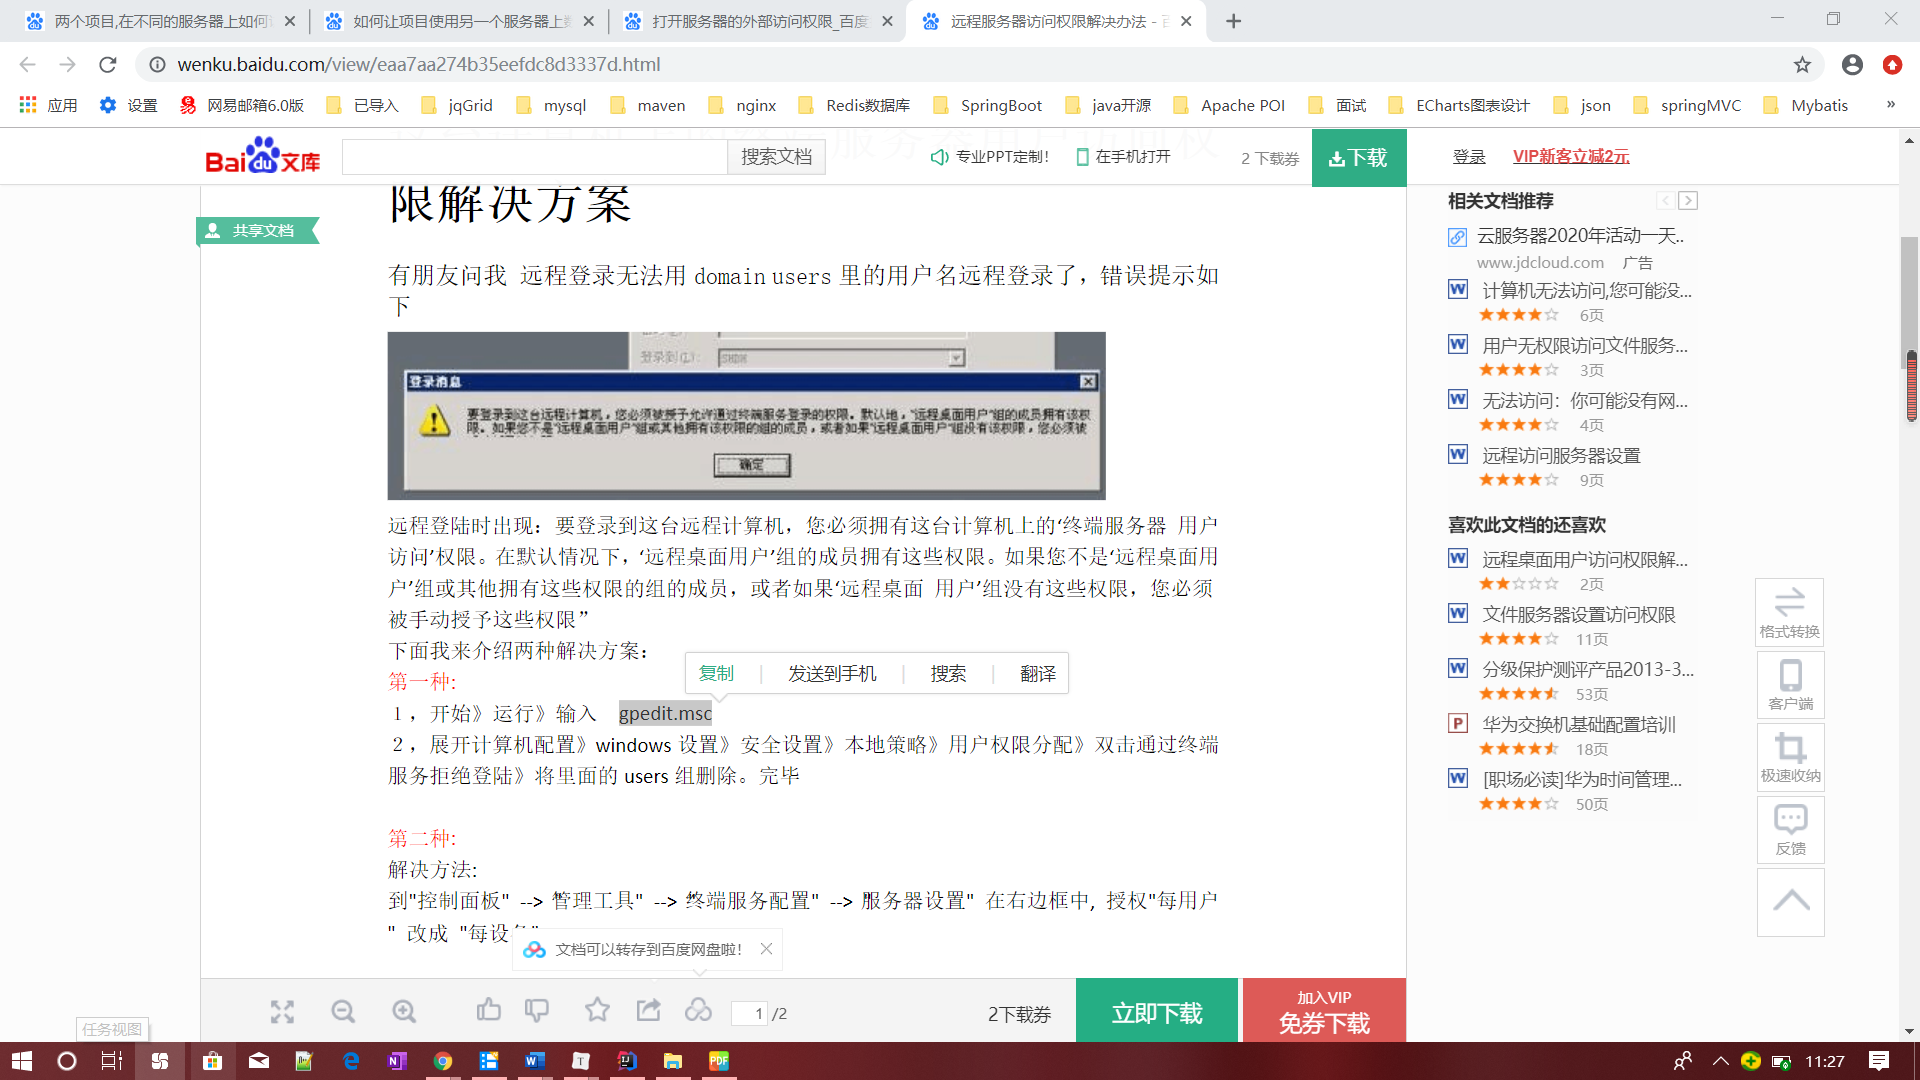 两个项目,在不同的服务器上如何
如何让项目使用另一个服务器上
打开服务器的外部访问权限_百度
远程服务器访问权限解决办法 - 百
wenku.baidu.com/view/eaa7aa274b35eefdc8d3337d.html
应用 设置 网易邮箱6.0版 已导入 jqGrid mysql maven nginx Redis数据库 SpringBoot java开源 Apache POI 面试 ECharts图表设计 json springMVC Mybatis »
Bai du 文库 搜索文档 专业PPT定制! 在手机打开 2 下载券 下载 登录 VIP新客立减2元
共享文档
限解决方案
有朋友问我 远程登录无法用 domain users 里的用户名远程登录了，错误提示如
下
登录到(L):
登录消息
要登录到这台远程计算机，您必须被授予允许通过终端服务登录的权限。默认地，"远程桌面用户"组的成员拥有该权
限。如果您不是"远程桌面用户"组或其他拥有该权限的组的成员，或者如果"远程桌面用户"组没有该权限，您必须被
确定
远程登陆时出现：要登录到这台远程计算机，您必须拥有这台计算机上的‘终端服务器 用户
访问’权限。在默认情况下，‘远程桌面用户’组的成员拥有这些权限。如果您不是‘远程桌面用
户’组或其他拥有这些权限的组的成员，或者如果‘远程桌面 用户’组没有这些权限，您必须
被手动授予这些权限”
下面我来介绍两种解决方案：
复制 发送到手机 搜索 翻译
第一种:
1，开始》运行》输入 gpedit.msc
2，展开计算机配置》windows 设置》安全设置》本地策略》用户权限分配》双击通过终端
服务拒绝登陆》将里面的 users 组删除。完毕
第二种:
解决方法:
到"控制面板" --> 管理工具" --> 终端服务配置" --> 服务器设置" 在右边框中, 授权"每用户
" 改成 "每设备"
文档可以转存到百度网盘啦!
1 /2
2下载券
立即下载
加入VIP
免券下载
相关文档推荐
云服务器2020年活动一天..
www.jdcloud.com 广告
计算机无法访问,您可能没...
6页
用户无权限访问文件服务...
3页
无法访问：你可能没有网...
4页
远程访问服务器设置
9页
喜欢此文档的还喜欢
远程桌面用户访问权限解...
2页
文件服务器设置访问权限
11页
分级保护测评产品2013-3...
53页
华为交换机基础配置培训
18页
[职场必读]华为时间管理...
50页
格式转换
客户端
极速收纳
反馈
任务视图
11:27